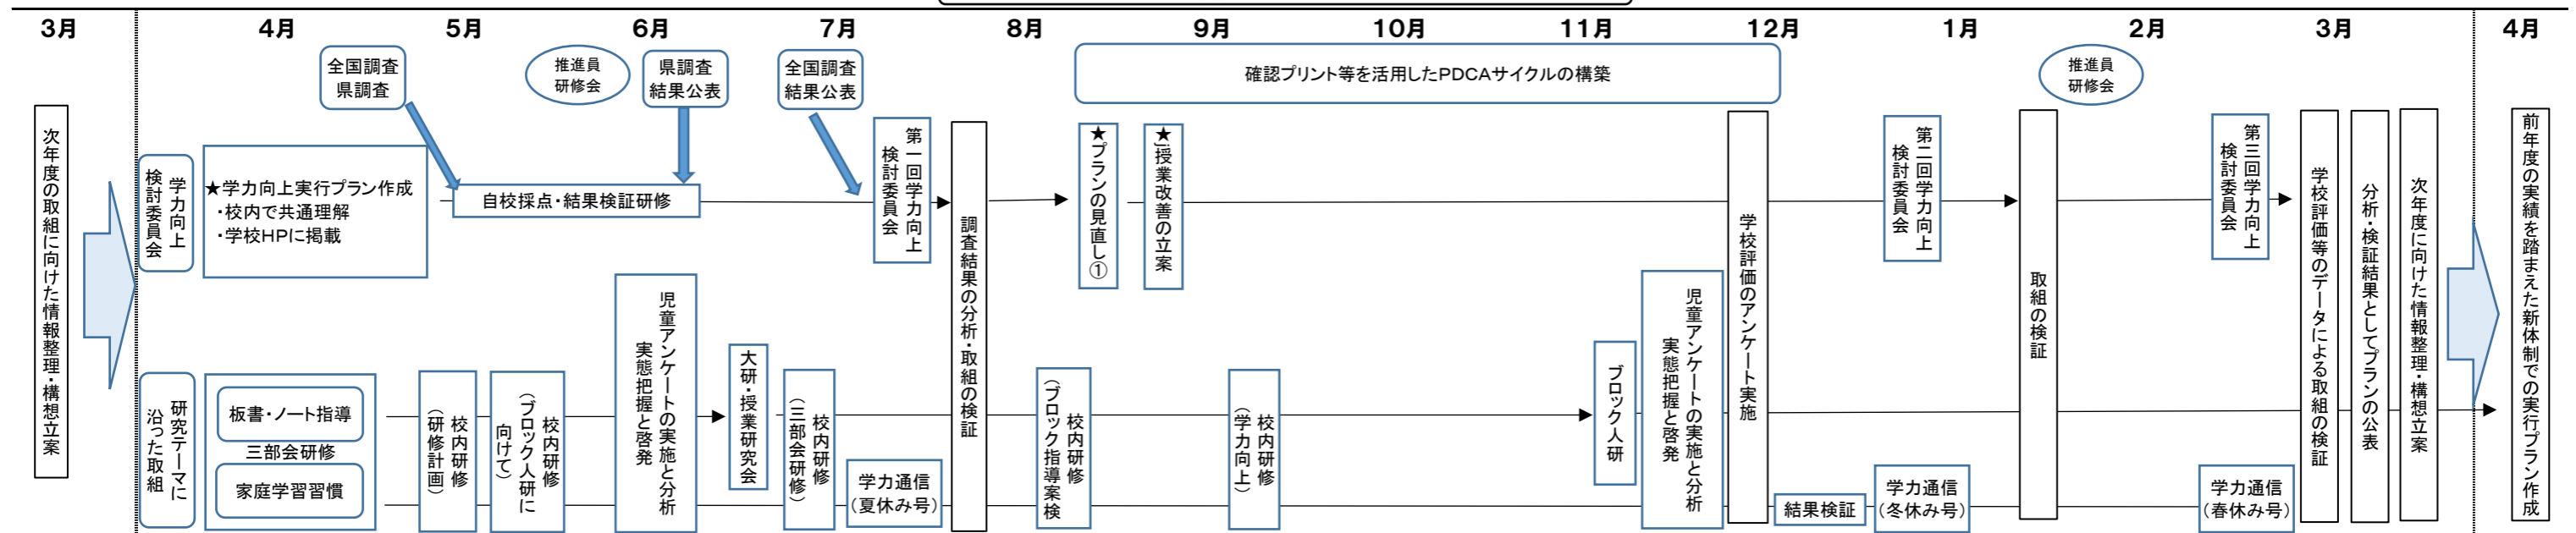 3月
4月
5月
6月
7月
8月
9月
10月
11月
12月
1月
2月
3月
4月
全国調査
県調査
推進員
研修会
県調査
結果公表
全国調査
結果公表
確認プリント等を活用したPDCAサイクルの構築
推進員
研修会
次年度の取組に向けた情報整理・構想立案
学力向上
検討委員会
★学力向上実行プラン作成
・校内で共通理解
・学校HPに掲載
自校採点・結果検証研修
第一回学力向上
検討委員会
調査結果の分析・取組の検証
★プランの見直し①
★授業改善の立案
学校評価のアンケート実施
第二回学力向上
検討委員会
取組の検証
第三回学力向上
検討委員会
学校評価等のデータによる取組の検証
分析・検証結果としてプランの公表
次年度に向けた情報整理・構想立案
前年度の実績を踏まえた新体制での実行プラン作成
研究テーマに
沿った取組
板書・ノート指導
三部会研修
家庭学習習慣
校内研修
(研修計画)
校内研修
(ブロック人研に
向けて)
児童アンケートの実施と分析
実態把握と啓発
大研・授業研究会
校内研修
(三部会研修)
学力通信
(夏休み号)
校内研修
(ブロック指導案検
校内研修
(学力向上)
ブロック人研
児童アンケートの実施と分析
実態把握と啓発
結果検証
学力通信
(冬休み号)
学力通信
(春休み号)